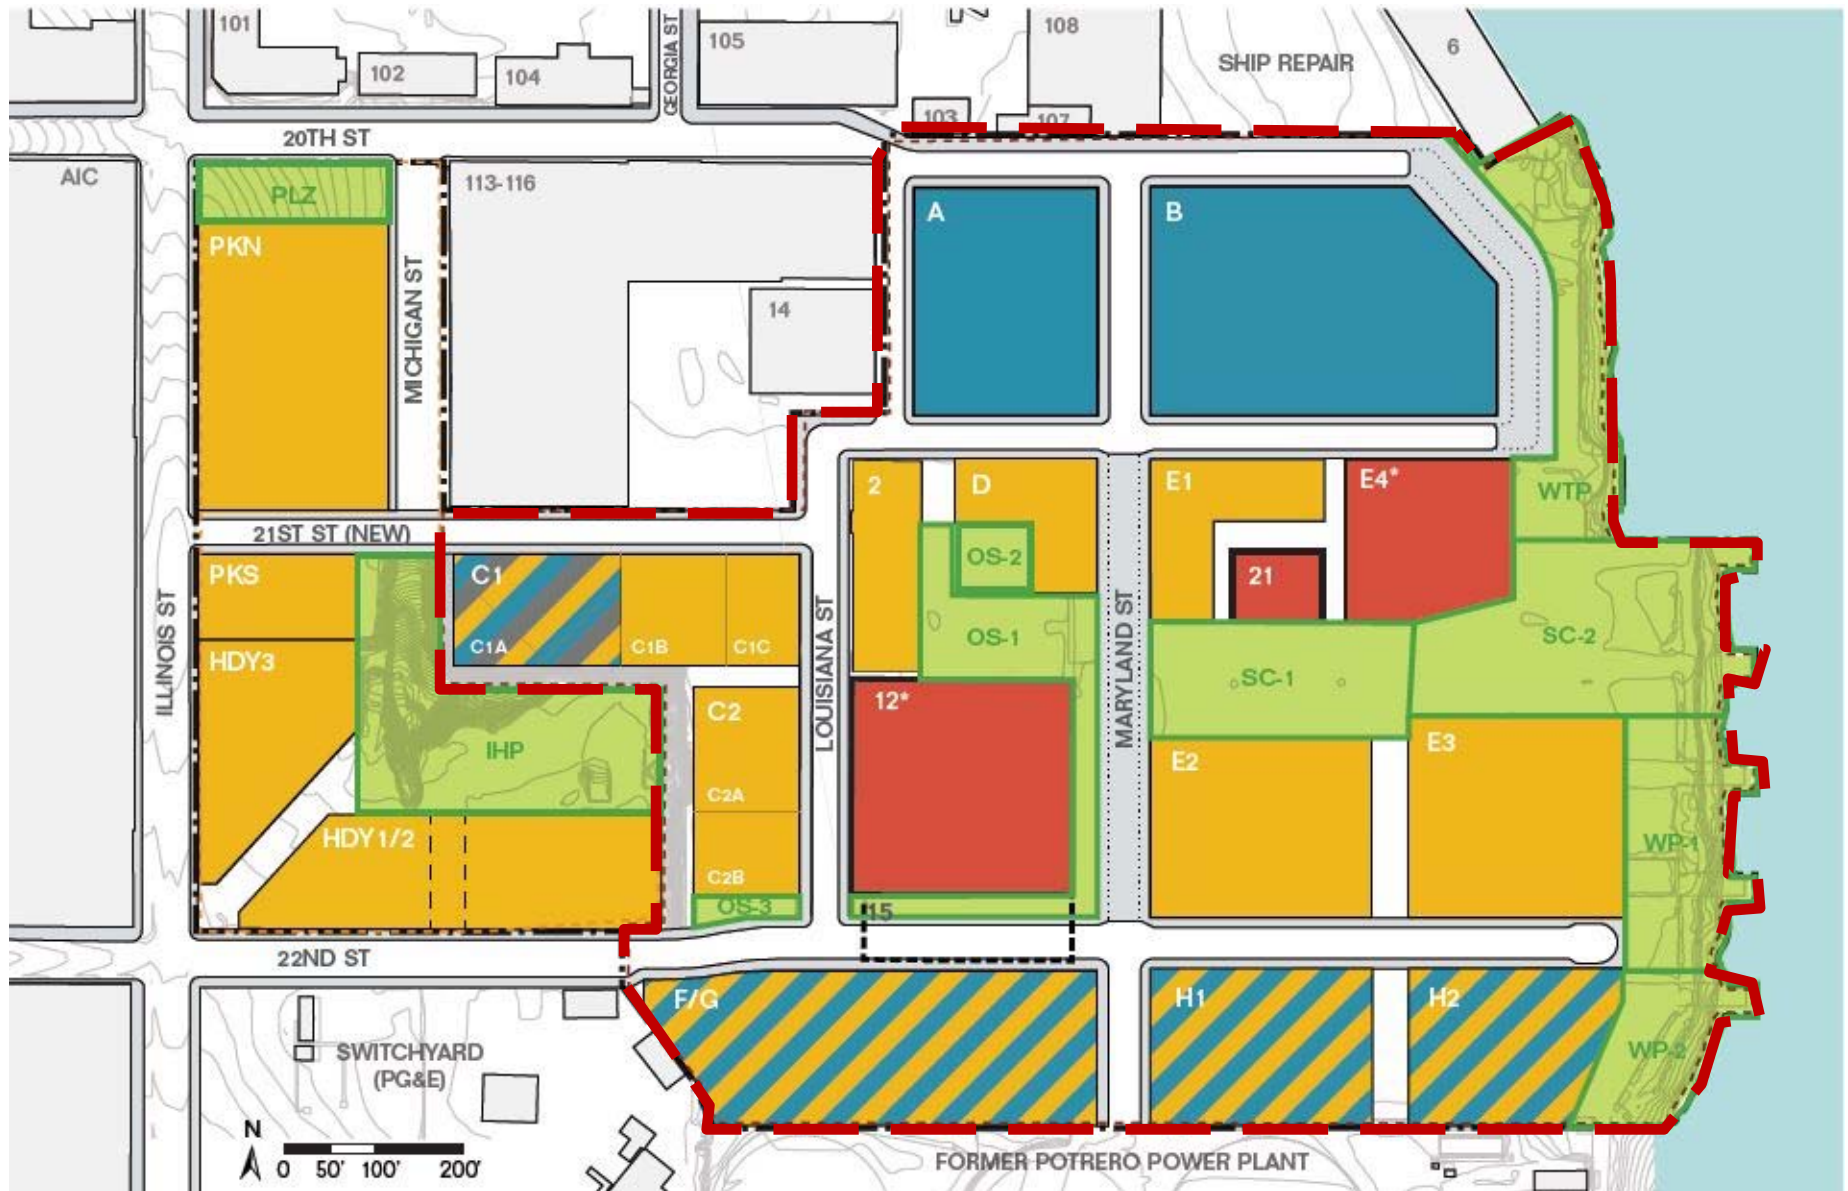 101
102
104
GEORGIA ST
105
103
108
107
SHIP REPAIR
6
20TH ST
AIC
PLZ
PKN
MICHIGAN ST
113-116
14
A
B
21ST ST (NEW)
2
D
E1
E4*
WTP
PKS
C1
C1A
C1B
C1C
OS-2
21
ILLINOIS ST
HDY3
LOUISIANA ST
OS-1
MARYLAND ST
SC-1
SC-2
IHP
C2
12*
E2
E3
C2A
HDY 1/2
WP-1
C2B
OS-3
15
22ND ST
F/G
H1
H2
SWITCHYARD
(PG&E)
WP-2
N
0 50' 100' 200'
FORMER POTRERO POWER PLANT